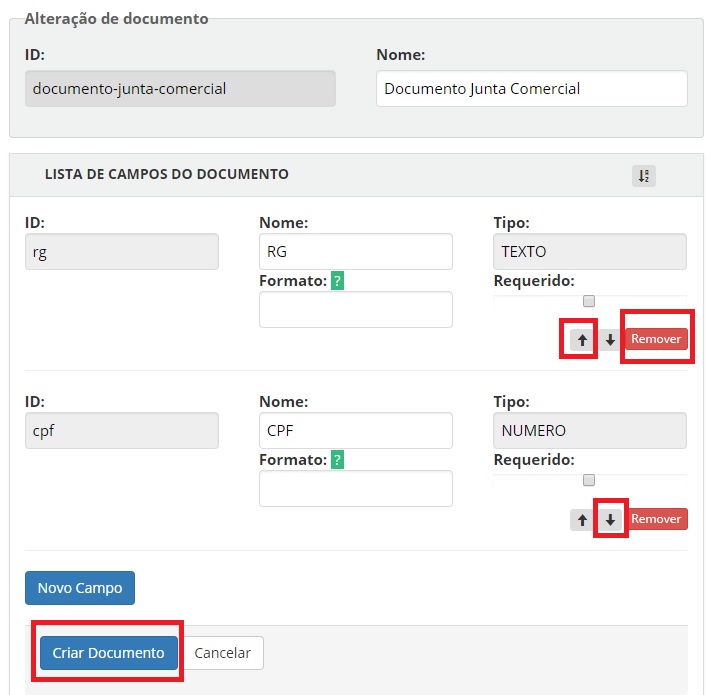 Alteração de documento
ID: Nome:
documento-junta-comercial Documento Junta Comercial
LISTA DE CAMPOS DO DOCUMENTO
ID: Nome: Tipo:
rg RG TEXTO
Formato: ? Requerido:
Remover
ID: Nome: Tipo:
cpf CPF NUMERO
Formato: ? Requerido:
Remover
Novo Campo
Criar Documento Cancelar